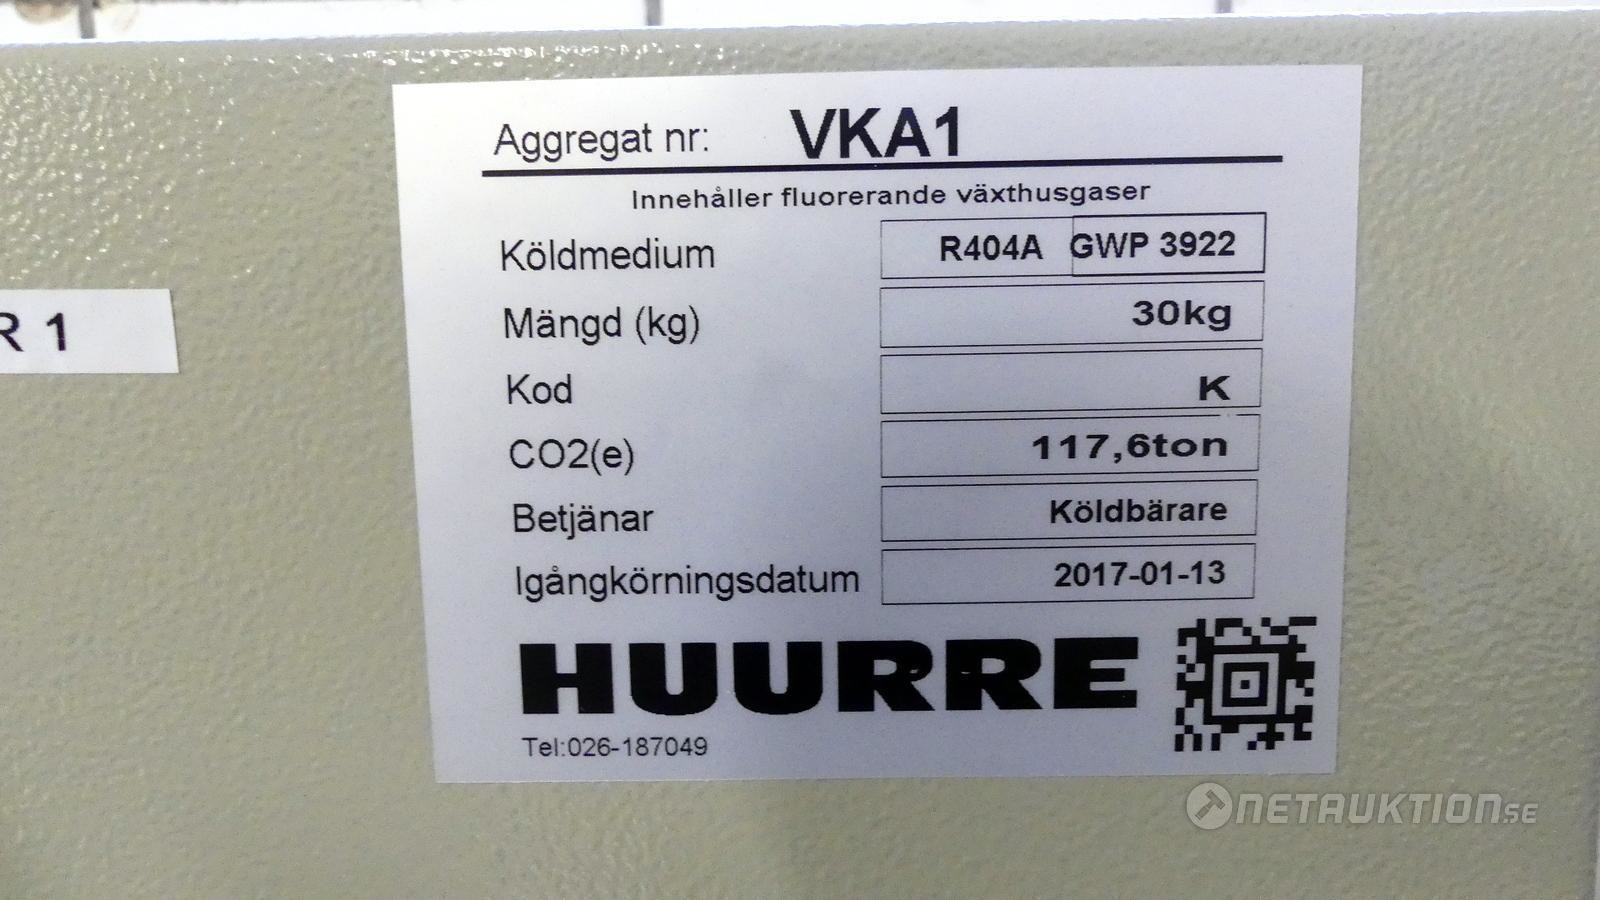 Aggregat nr: VKA1
Innehåller fluorerande växthusgaser
Köldmedium R404A GWP 3922
Mängd (kg) 30kg
Kod K
CO2(e) 117,6ton
Betjänar Köldbärare
Igångkörningsdatum 2017-01-13
HUURRE
Tel:026-187049
R 1
NETAUKTION.SE